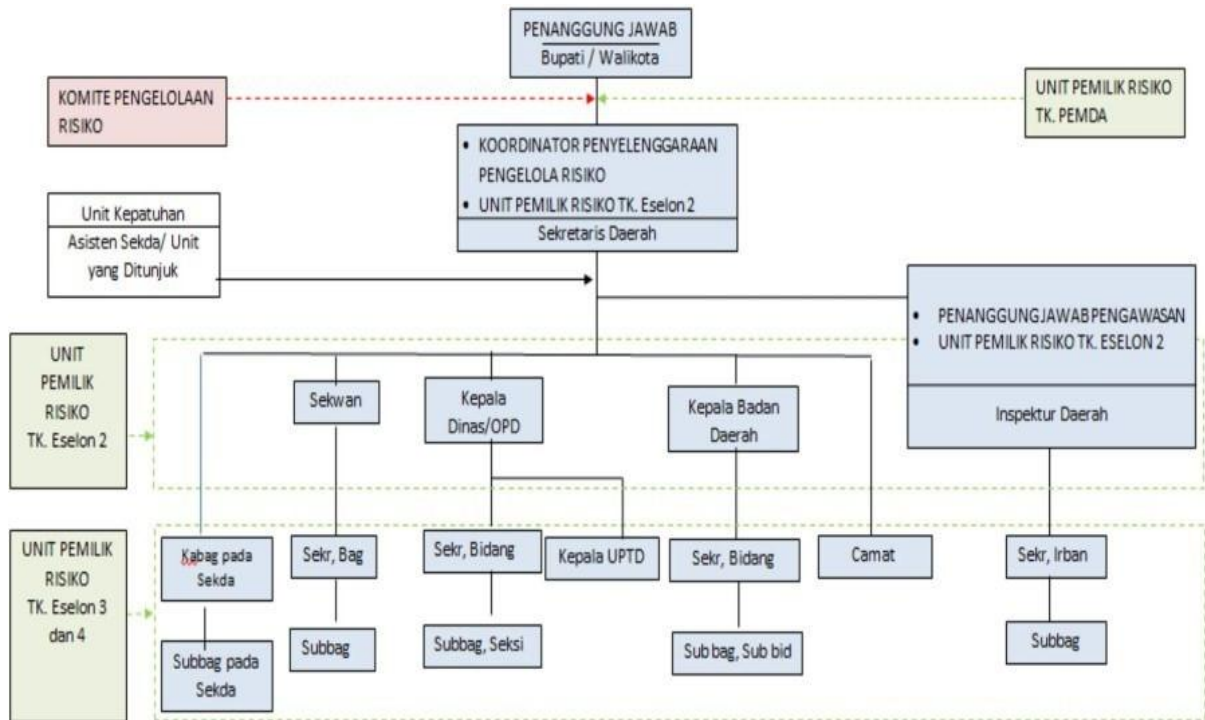 PENANGGUNG JAWAB
Bupati / Walikota
KOMITE PENGELOLAAN
RISIKO
UNIT PEMILIK RISIKO
TK. PEMDA
• KOORDINATOR PENYELENGGARAAN
PENGELOLA RISIKO
• UNIT PEMILIK RISIKO TK. Eselon 2
Sekretaris Daerah
Unit Kepatuhan
Asisten Sekda/ Unit
yang Ditunjuk
• PENANGGUNG JAWAB PENGAWASAN
• UNIT PEMILIK RISIKO TK. ESELON 2
Inspektur Daerah
UNIT
PEMILIK
RISIKO
TK. Eselon 2
Sekwan
Kepala
Dinas/OPD
Kepala Badan
Daerah
UNIT PEMILIK
RISIKO
TK. Eselon 3
dan 4
Kabag pada
Sekda
Sekr, Bag
Sekr, Bidang
Kepala UPTD
Sekr, Bidang
Camat
Sekr, Irban
Subbag pada
Sekda
Subbag
Subbag, Seksi
Sub bag, Sub bid
Subbag